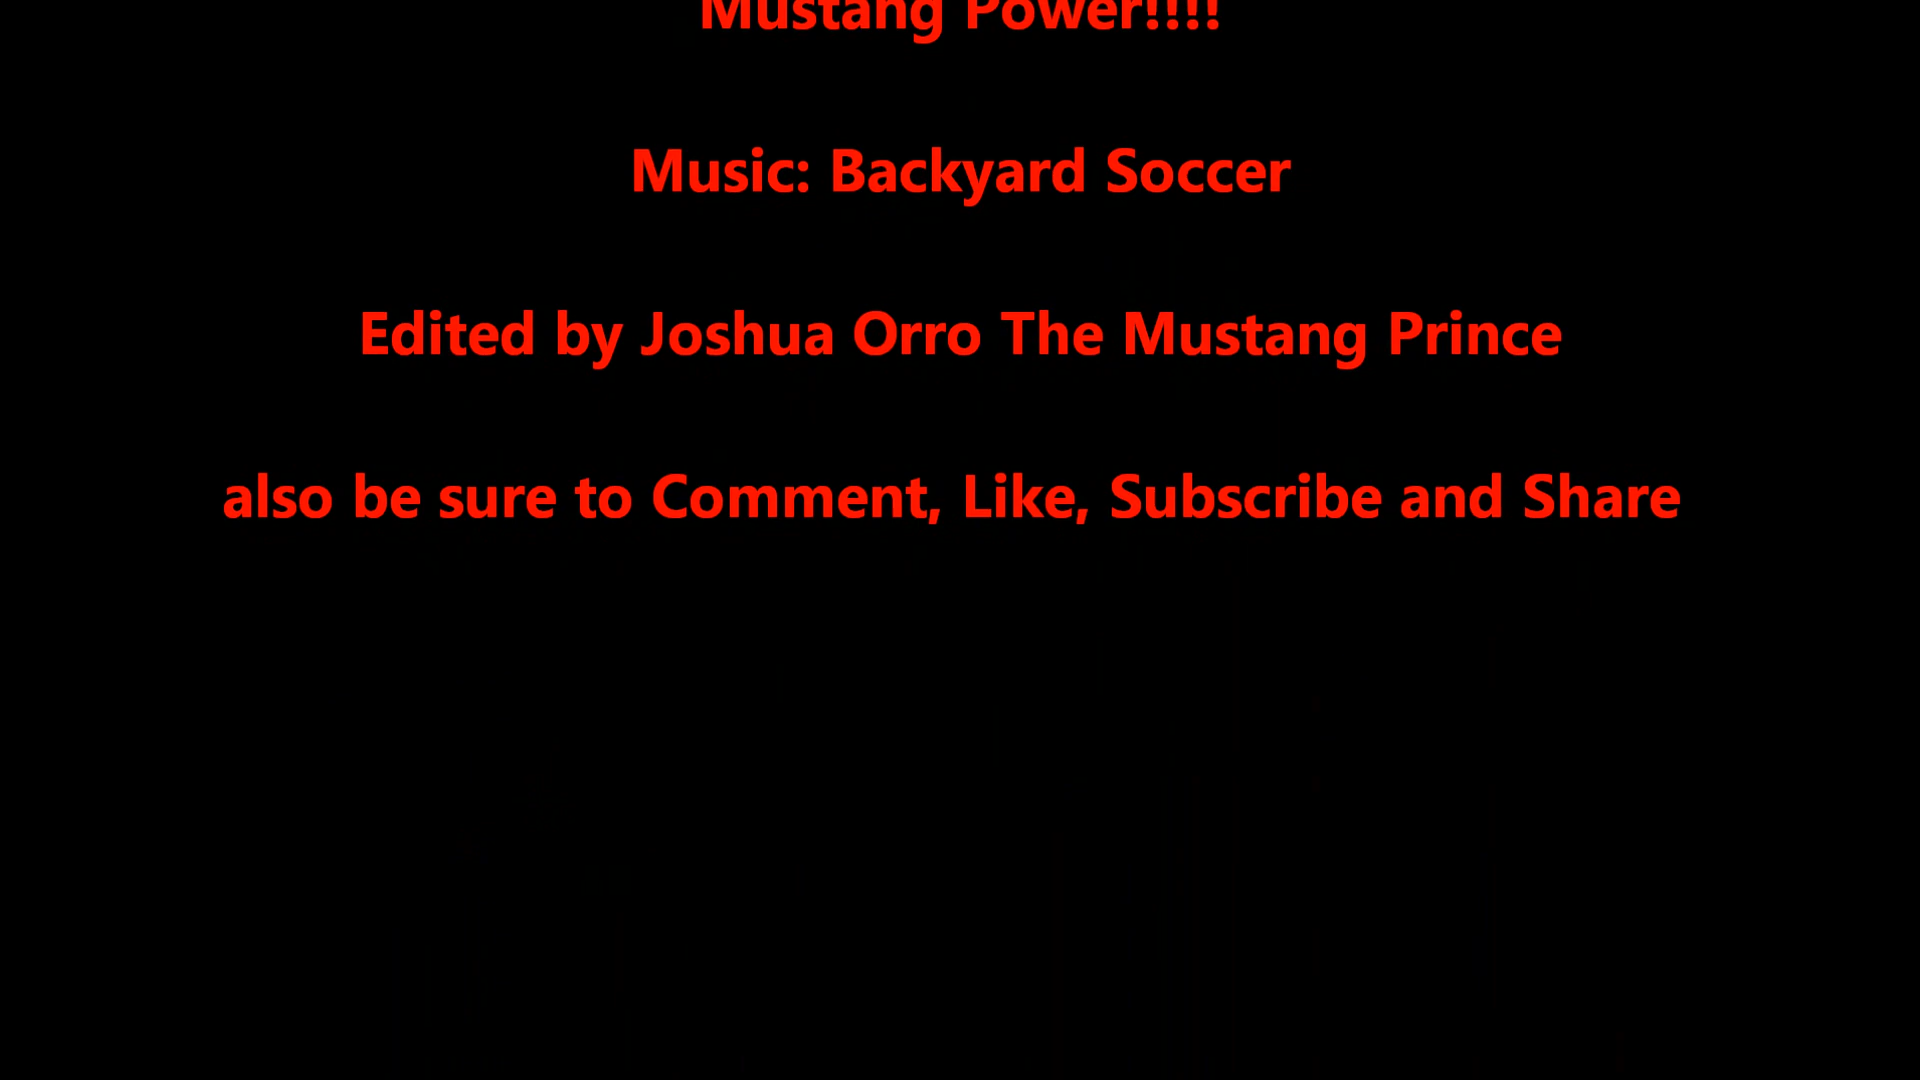 Mustang Power!!!!
Music: Backyard Soccer
Edited by Joshua Orro The Mustang Prince
also be sure to Comment, Like, Subscribe and Share